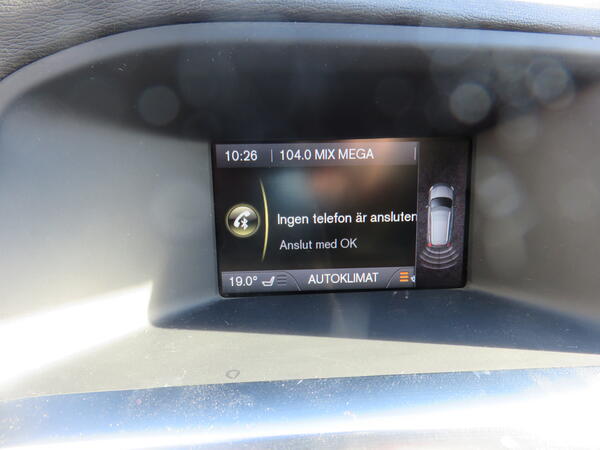 10:26 104.0 MIX MEGA
Ingen telefon är ansluten
Anslut med OK
19.0° AUTOKLIMAT